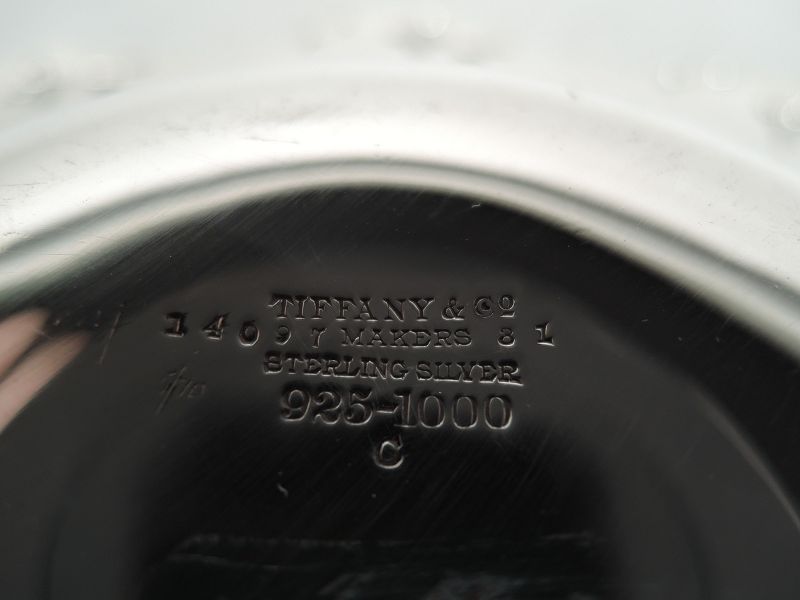 TIFFANY & Co
14097 MAKERS 81
STERLING SILVER
925-1000
C